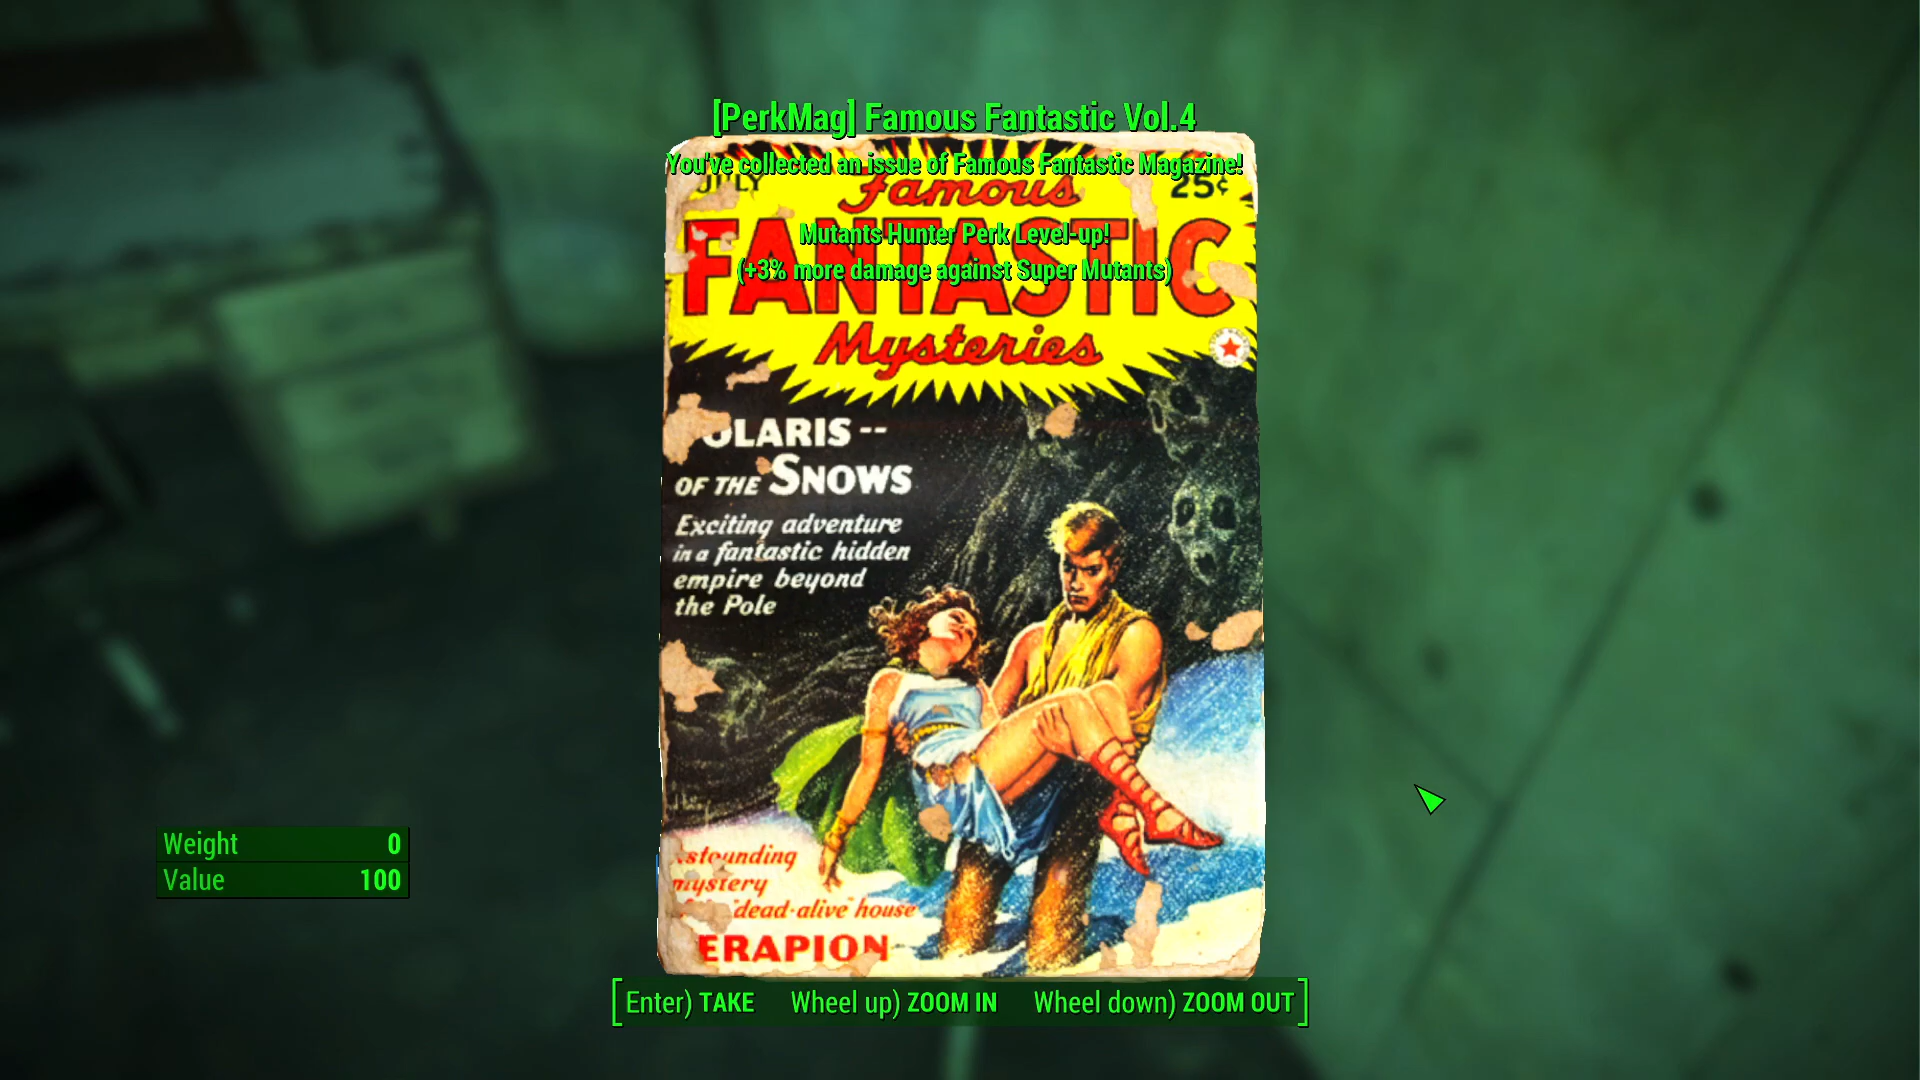 [PerkMag] Famous Fantastic Vol.4
You've collected an issue of Famous Fantastic Magazine!
JULY
Famous
25¢
Mutants Hunter Perk Level-up!
FANTASTIC
(+3% more damage against Super Mutants)
Mysteries
OLARIS --
OF THE SNOWS
Exciting adventure
in a fantastic hidden
empire beyond
the Pole
Weight 0
Value 100
stounding
mystery
"dead-alive" house
ERAPION
[Enter) TAKE Wheel up) ZOOM IN Wheel down) ZOOM OUT]